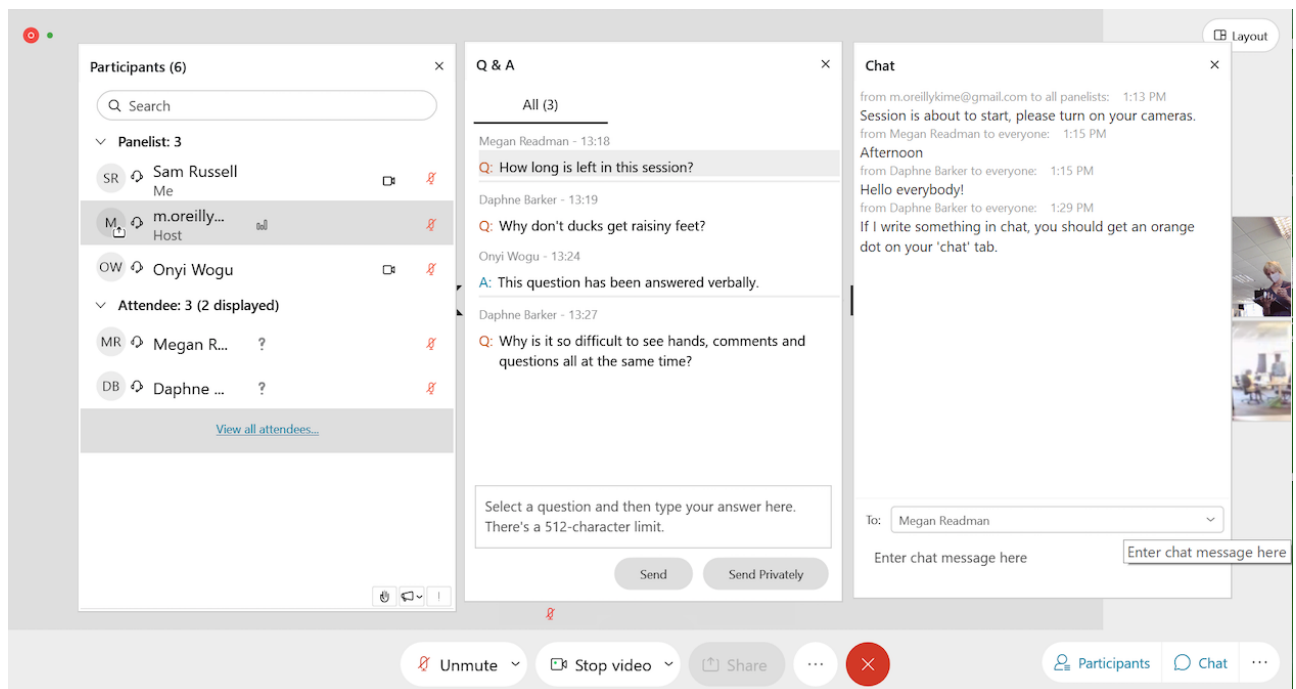 Layout
Participants (6)
Search
Panelist: 3
SR Sam Russell
Me
M m.oreilly...
Host
OW Onyi Wogu
Attendee: 3 (2 displayed)
MR Megan R... ?
DB Daphne ... ?
View all attendees...
Q & A
All (3)
Megan Readman - 13:18
Q: How long is left in this session?
Daphne Barker - 13:19
Q: Why don't ducks get raisiny feet?
Onyi Wogu - 13:24
A: This question has been answered verbally.
Daphne Barker - 13:27
Q: Why is it so difficult to see hands, comments and
questions all at the same time?
Select a question and then type your answer here.
There's a 512-character limit.
Send Send Privately
Chat
from m.oreillykime@gmail.com to all panelists: 1:13 PM
Session is about to start, please turn on your cameras.
from Megan Readman to everyone: 1:15 PM
Afternoon
from Daphne Barker to everyone: 1:15 PM
Hello everybody!
from Daphne Barker to everyone: 1:29 PM
If I write something in chat, you should get an orange
dot on your 'chat' tab.
To: Megan Readman
Enter chat message here
Enter chat message here
Unmute Stop video Share ...
Participants Chat ...